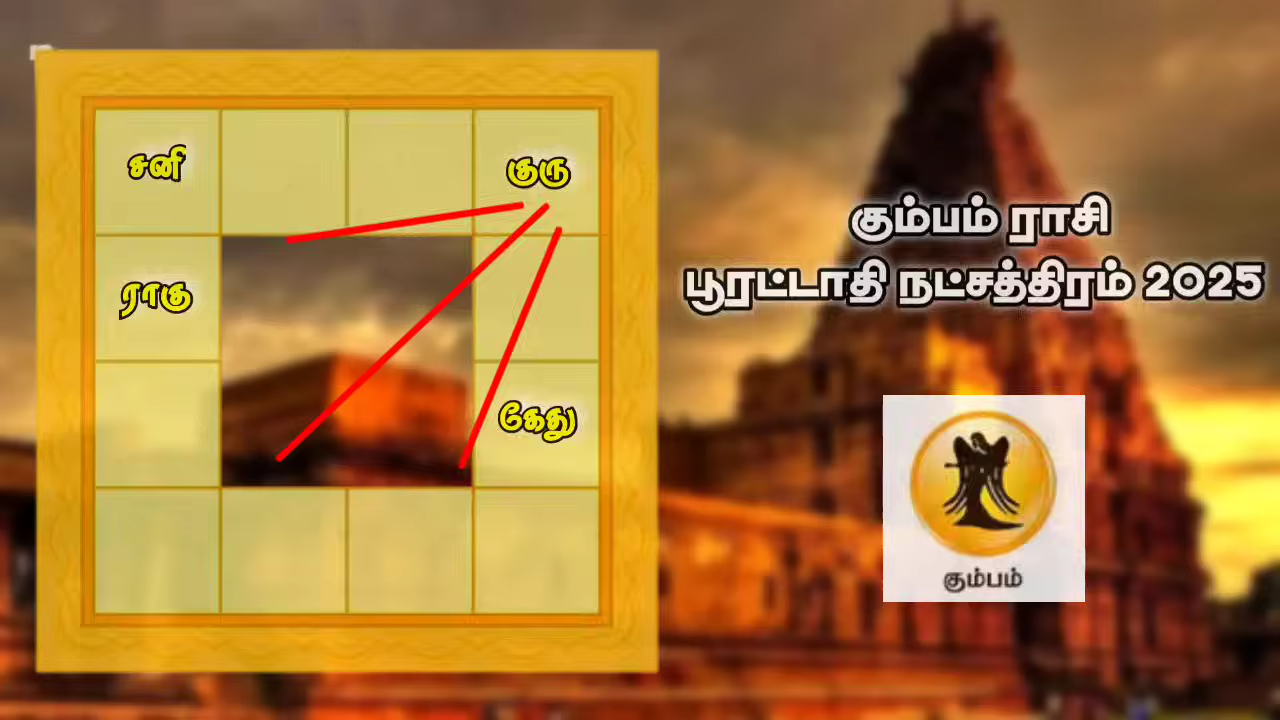 சனி
குரு
ராகு
கேது
கும்பம் ராசி
பூரட்டாதி நட்சத்திரம் 2025
கும்பம்